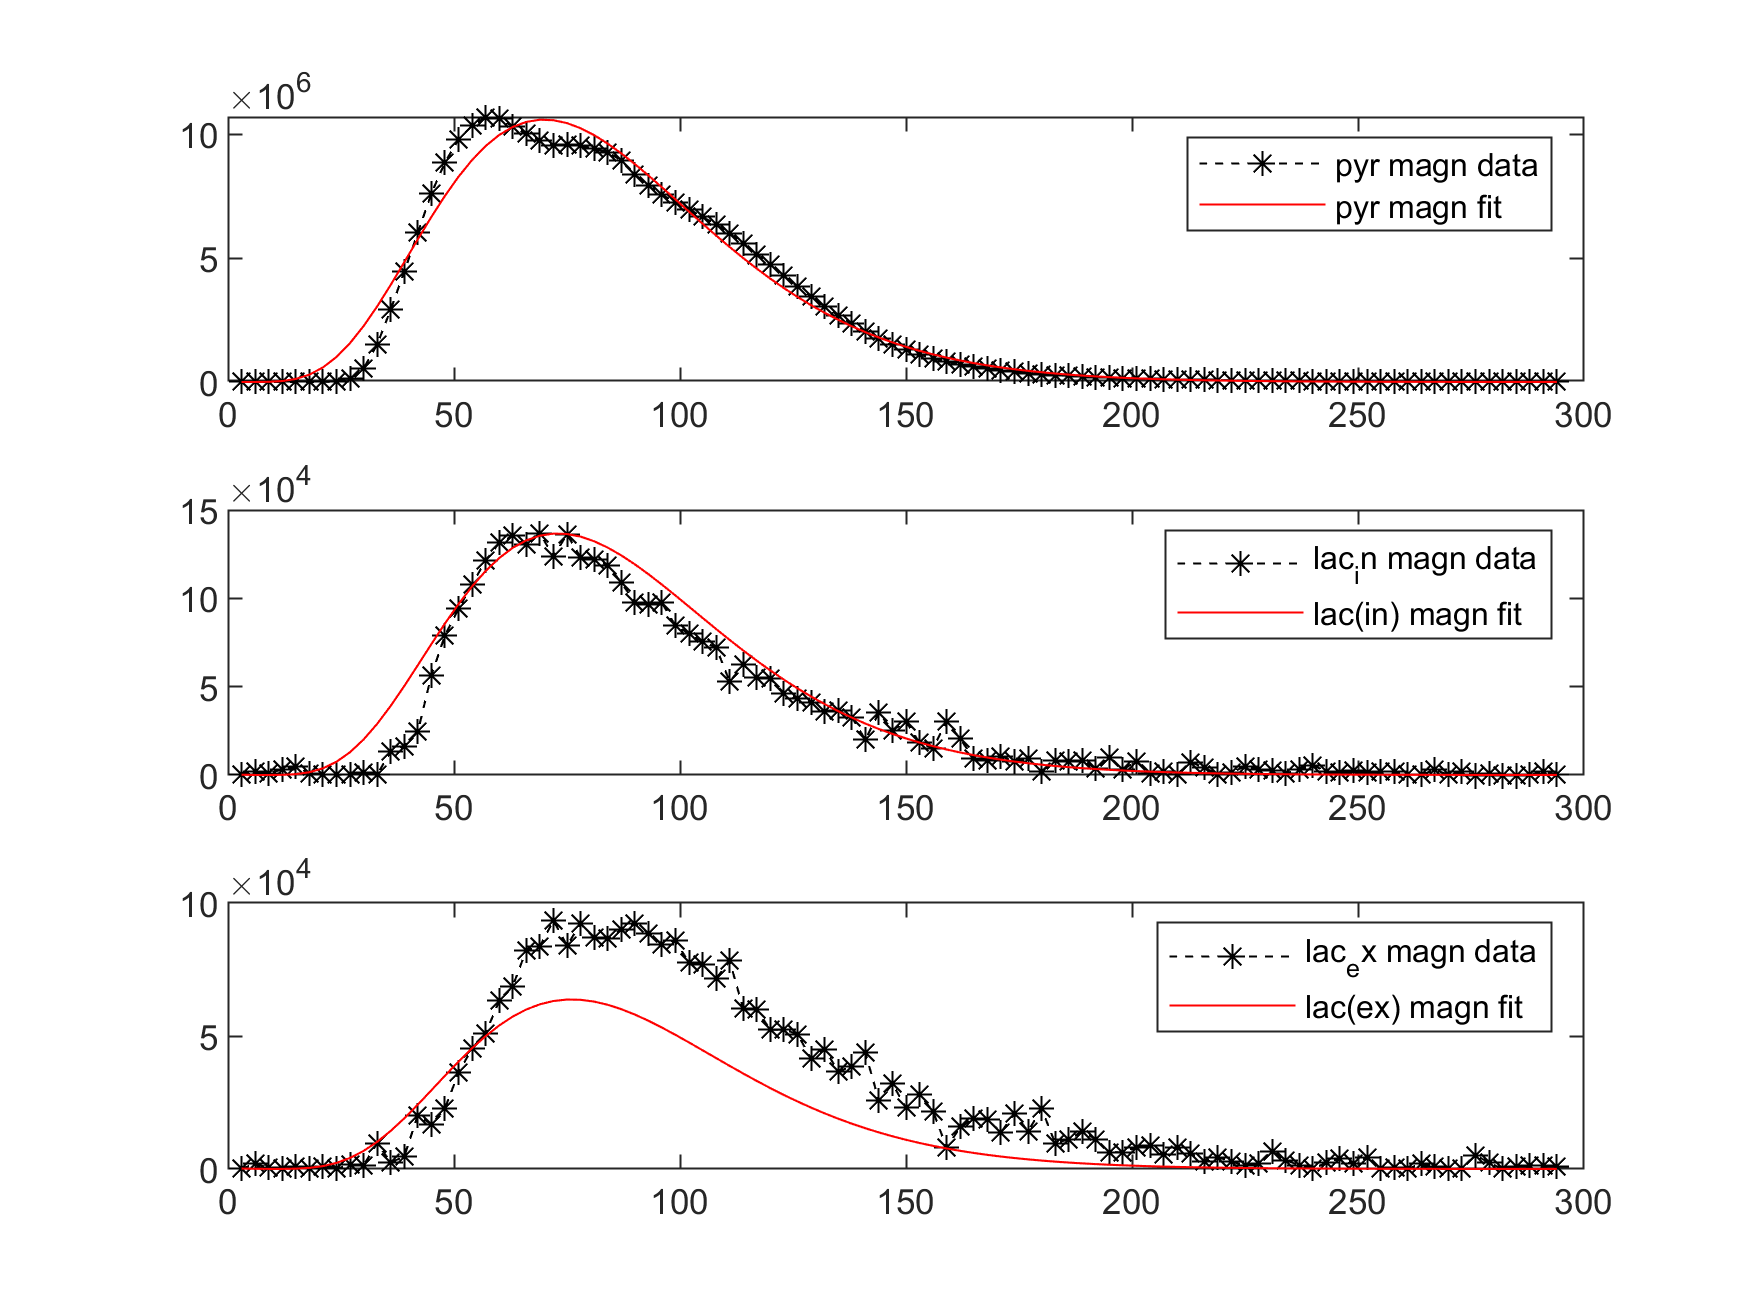 ×10^6
10
5
0
0 50 100 150 200 250 300
pyr magn data
pyr magn fit
×10^4
15
10
5
0
0 50 100 150 200 250 300
lac_in magn data
lac(in) magn fit
×10^4
10
5
0
0 50 100 150 200 250 300
lac_ex magn data
lac(ex) magn fit